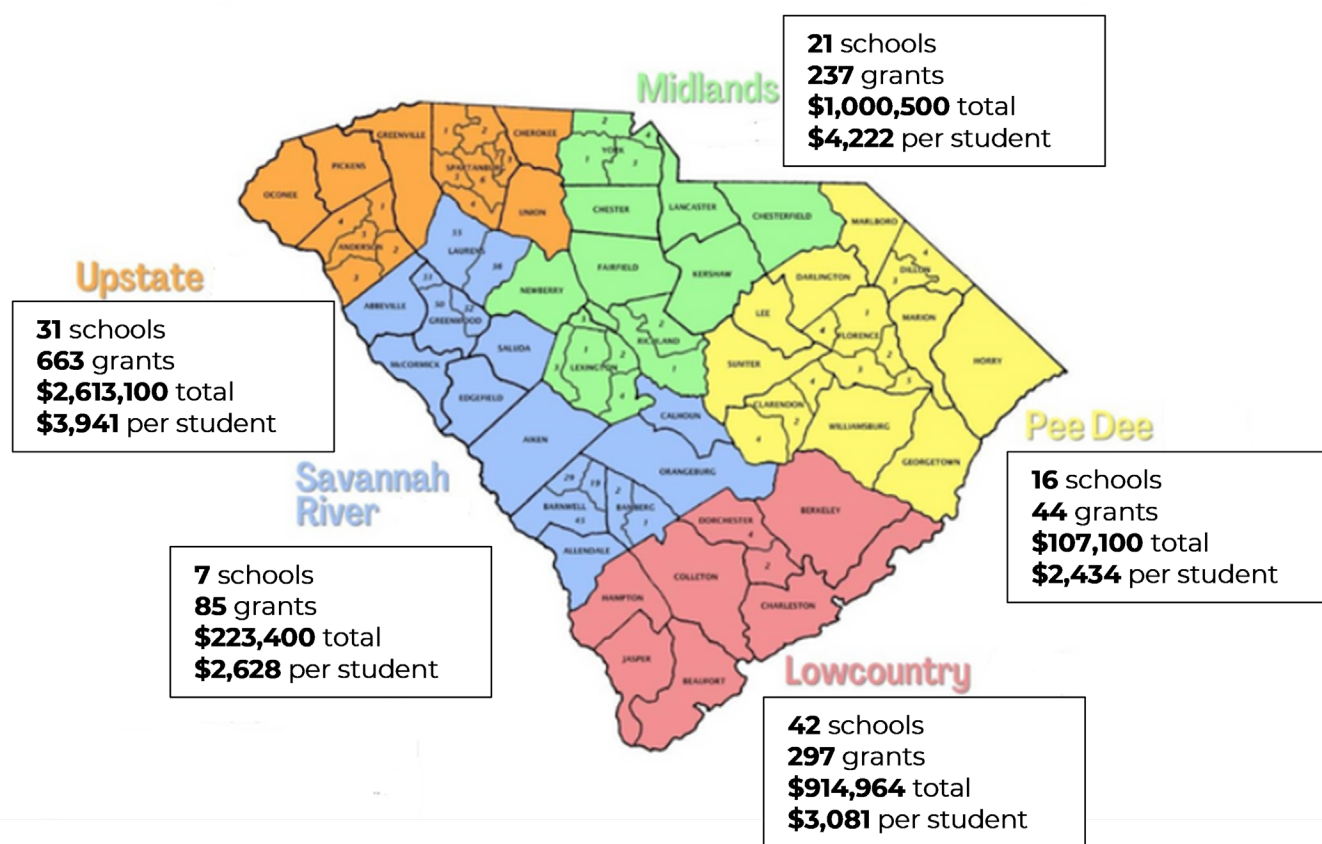 Midlands
21 schools
237 grants
$1,000,500 total
$4,222 per student
Upstate
31 schools
663 grants
$2,613,100 total
$3,941 per student
Savannah
River
7 schools
85 grants
$223,400 total
$2,628 per student
Pee Dee
16 schools
44 grants
$107,100 total
$2,434 per student
Lowcountry
42 schools
297 grants
$914,964 total
$3,081 per student
GREENVILLE
CHEROKEE
PICKENS
SPARTANBURG
YORK
OCONEE
UNION
CHESTER
LANCASTER
CHESTERFIELD
MARLBORO
ANDERSON
LAURENS
FAIRFIELD
KERSHAW
DARLINGTON
DILLON
NEWBERRY
ABBEVILLE
GREENWOOD
LEE
FLORENCE
MARION
SALUDA
RICHLAND
HORRY
McCORMICK
LEXINGTON
SUMTER
EDGEFIELD
CALHOUN
CLARENDON
WILLIAMSBURG
AIKEN
ORANGEBURG
GEORGETOWN
BARNWELL
BAMBERG
BERKELEY
DORCHESTER
ALLENDALE
COLLETON
HAMPTON
CHARLESTON
JASPER
BEAUFORT